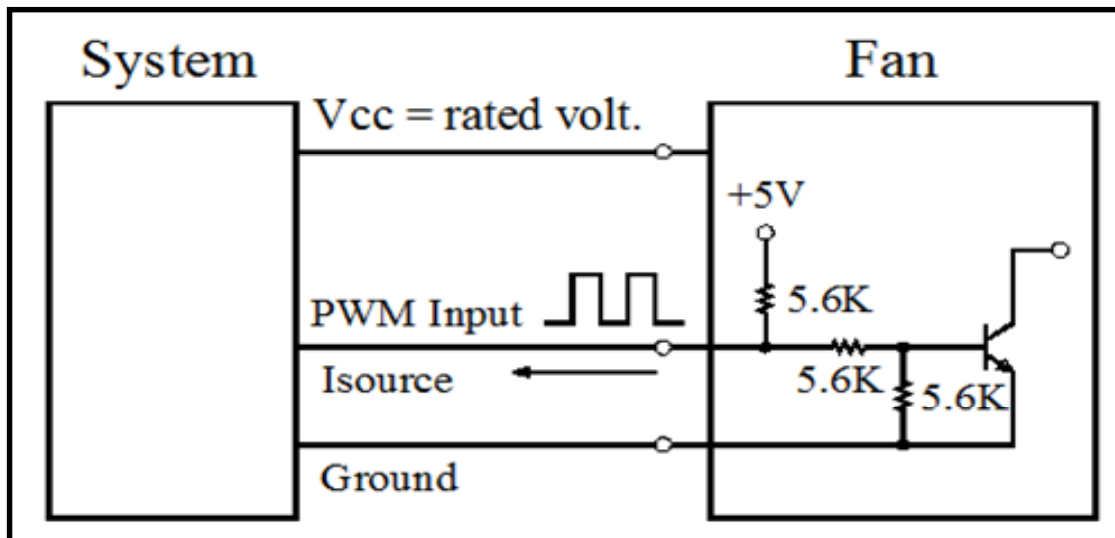 System
Fan
Vcc = rated volt.
+5V
5.6K
PWM Input
Isource
5.6K
5.6K
Ground